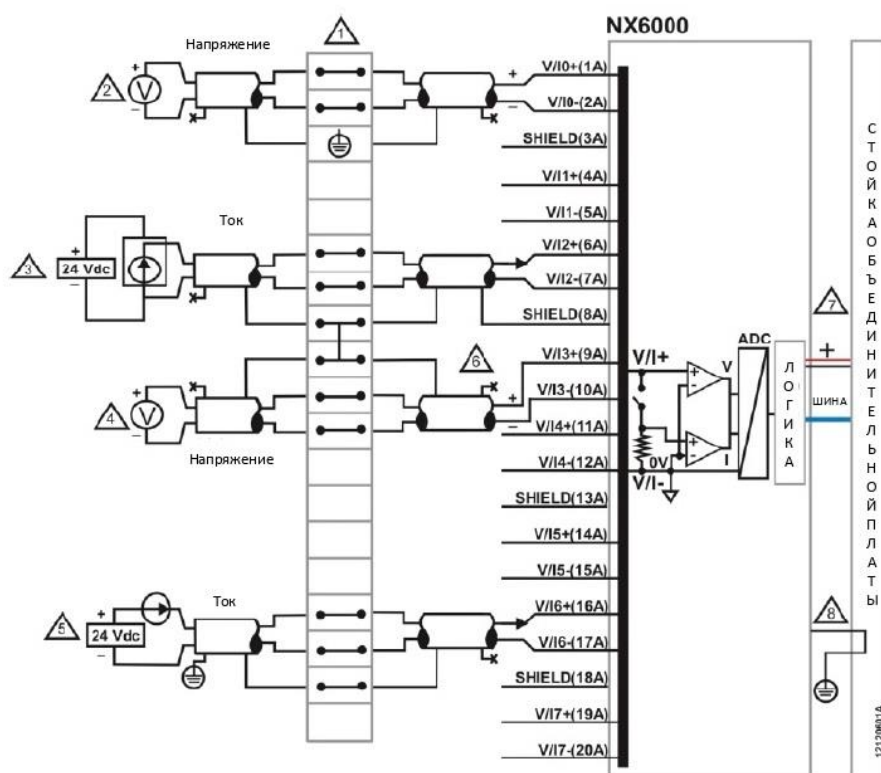 NX6000
1
Напряжение
2
+
V
–
V/I0+(1A)
+
V/I0-(2A)
–
SHIELD(3A)
V/I1+(4A)
V/I1-(5A)
Ток
3
+
24 Vdc
–
V/I2+(6A)
V/I2-(7A)
SHIELD(8A)
6
V/I3+(9A)
+
V/I3-(10A)
–
4
+
V
–
Напряжение
V/I4+(11A)
V/I4-(12A)
SHIELD(13A)
V/I5+(14A)
V/I5-(15A)
Ток
5
+
24 Vdc
–
V/I6+(16A)
V/I6-(17A)
SHIELD(18A)
V/I7+(19A)
V/I7-(20A)
V/I+
+
-
V
+
-
I
0V
V/I-
ADC
ЛОГИКА
7
+
ШИНА
8
СТОЙКА ОБЪЕДИНИТЕЛЬНОЙ ПЛАТЫ
12120601A